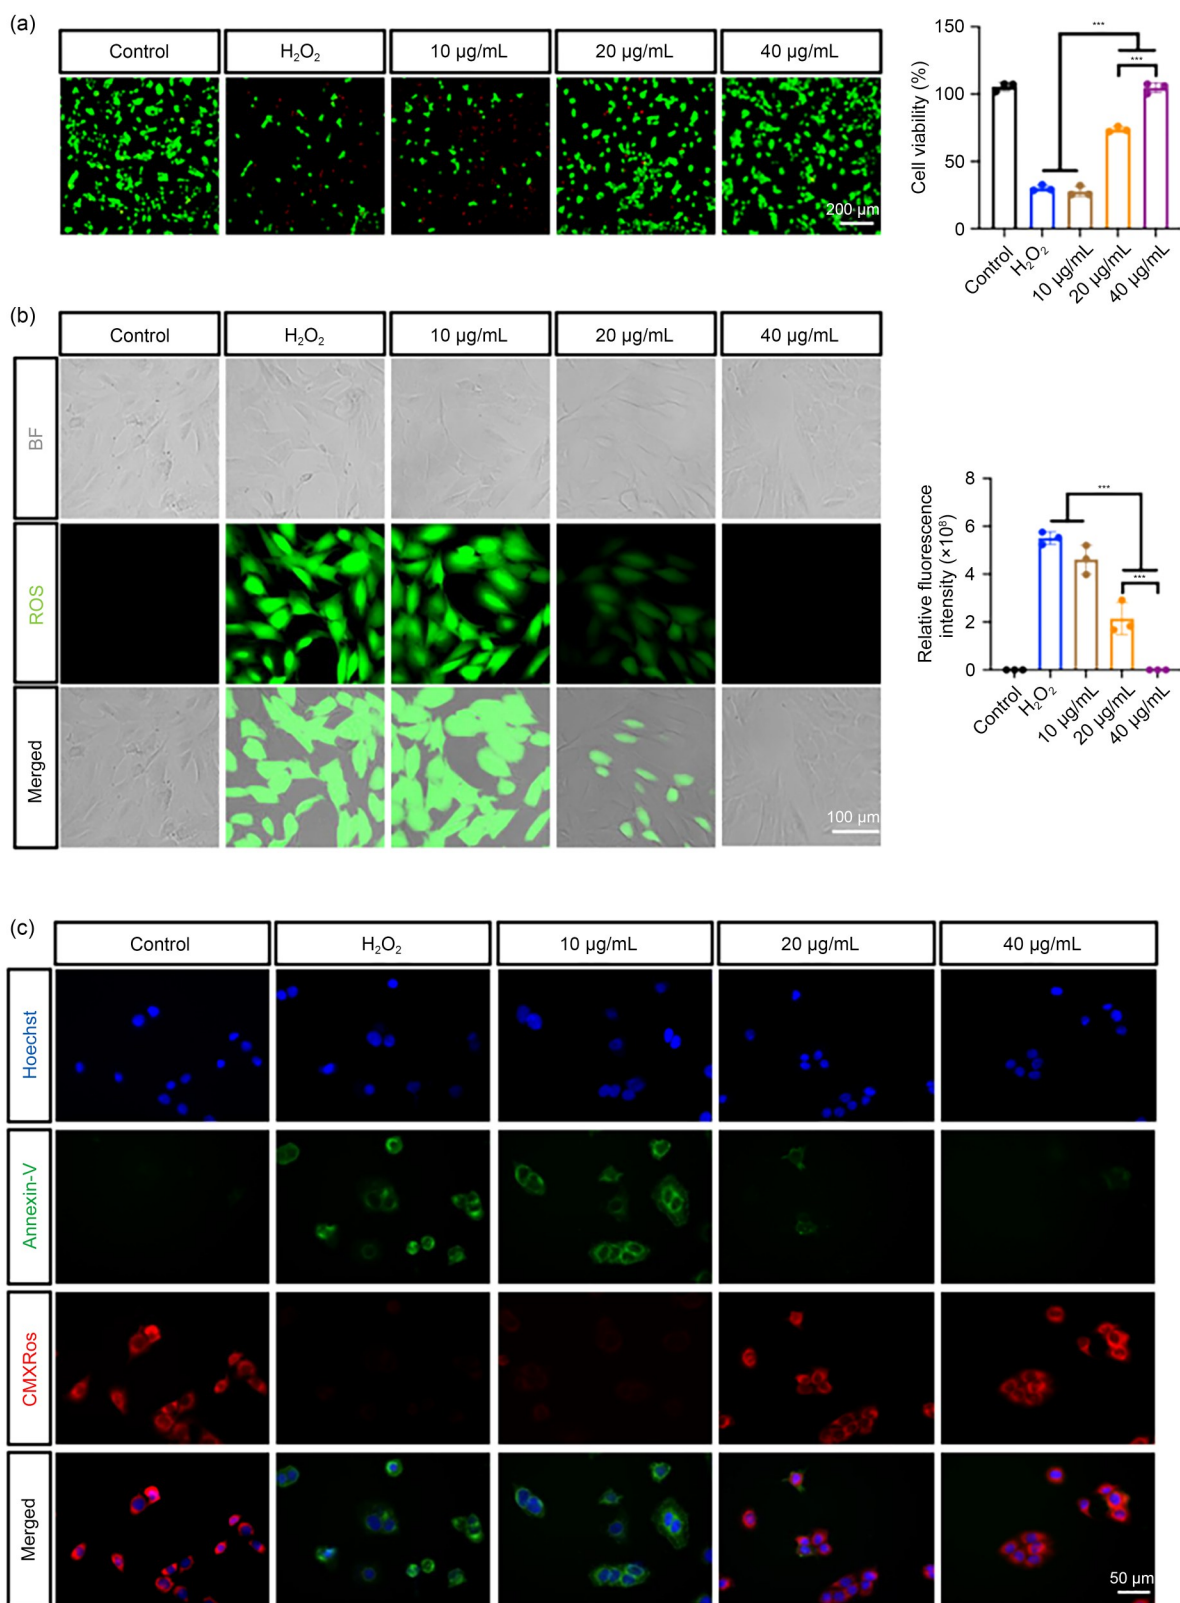 (a)
Control H₂O₂ 10 µg/mL 20 µg/mL 40 µg/mL
200 µm
Cell viability (%)
150
100
50
0
***
***
Control H₂O₂ 10 µg/mL 20 µg/mL 40 µg/mL
(b)
Control H₂O₂ 10 µg/mL 20 µg/mL 40 µg/mL
BF
ROS
Merged
100 µm
Relative fluorescence
intensity (×10⁸)
8
6
4
2
0
***
***
Control H₂O₂ 10 µg/mL 20 µg/mL 40 µg/mL
(c)
Control H₂O₂ 10 µg/mL 20 µg/mL 40 µg/mL
Hoechst
Annexin-V
CMXRos
Merged
50 µm